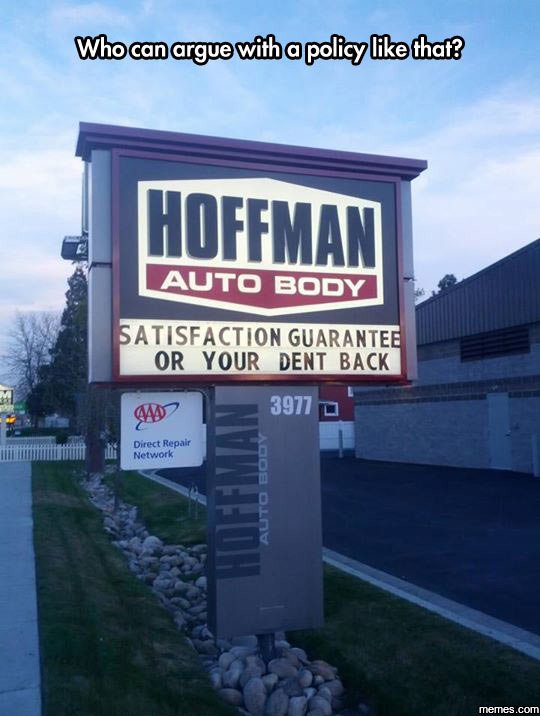 Who can argue with a policy like that?
HOFFMAN
AUTO BODY
SATISFACTION GUARANTEE
OR YOUR DENT BACK
AAA
Direct Repair
Network
3977
HOFFMAN
AUTO BODY
memes.com